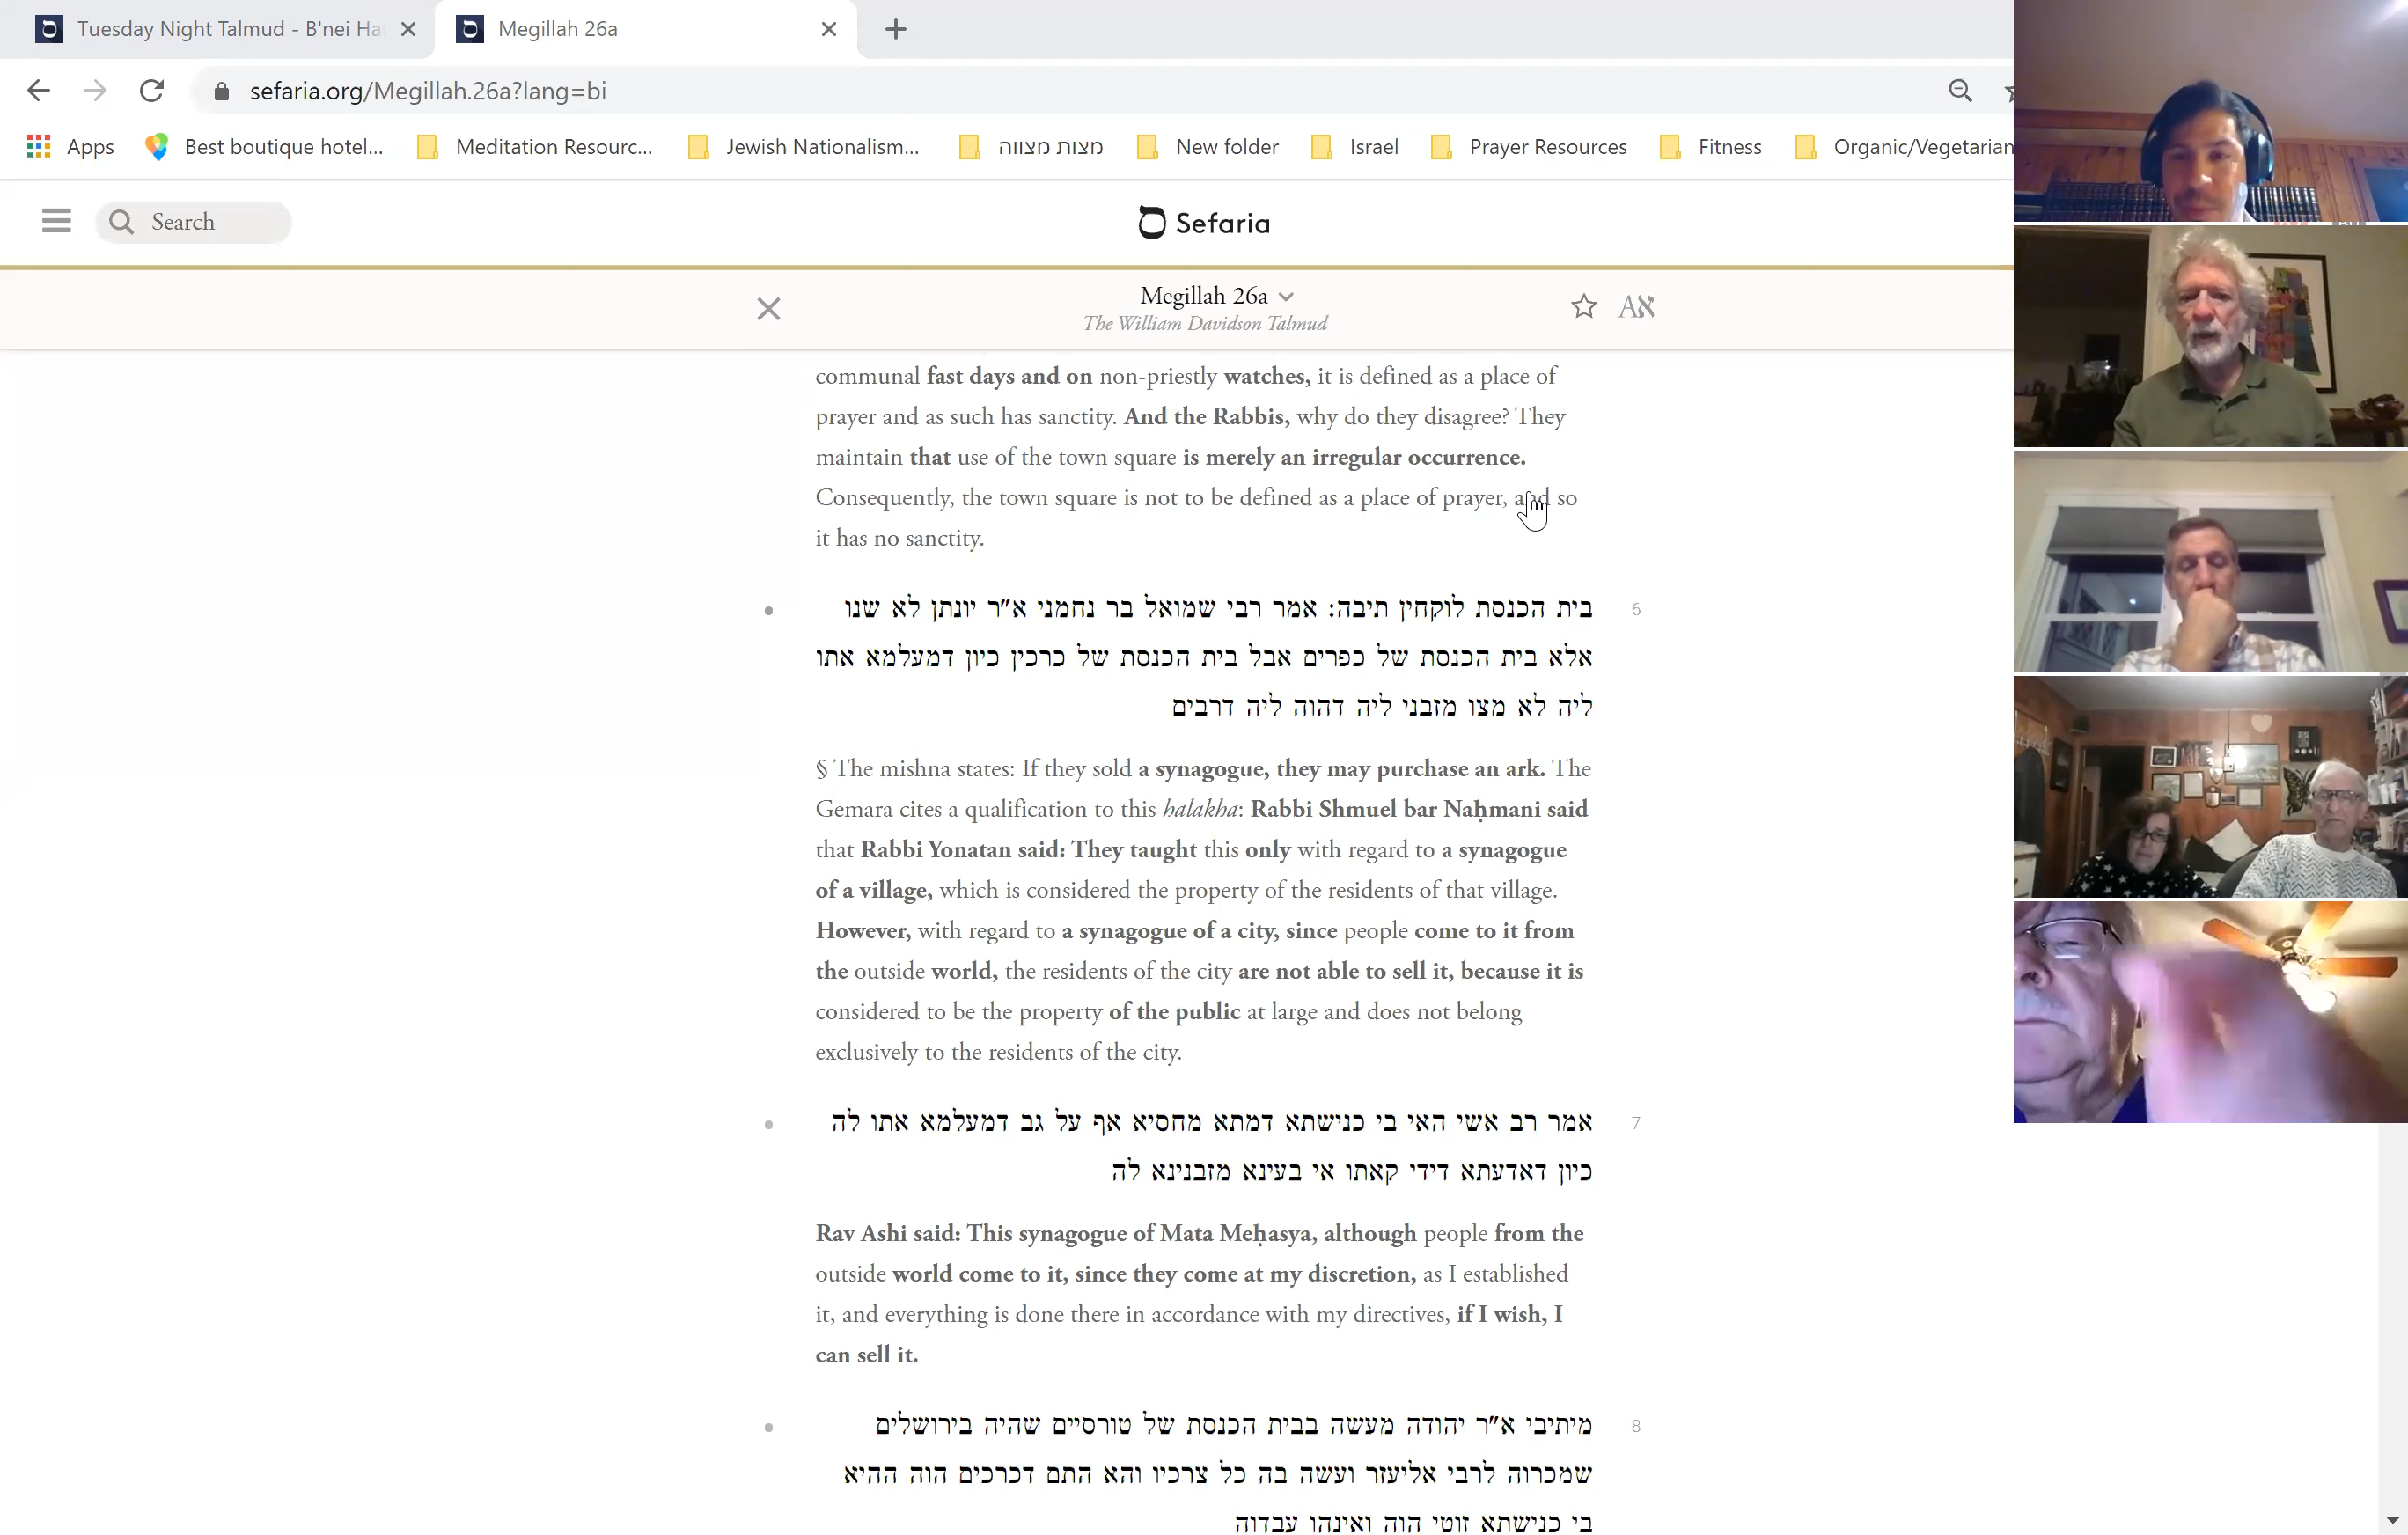 Tuesday Night Talmud - B'nei Ha
Megillah 26a
sefaria.org/Megillah.26a?lang=bi
Apps Best boutique hotel... Meditation Resourc... Jewish Nationalism... מצות מצווה New folder Israel Prayer Resources Fitness Organic/Vegetarian
Search
Sefaria
Megillah 26a
The William Davidson Talmud
communal fast days and on non-priestly watches, it is defined as a place of
prayer and as such has sanctity. And the Rabbis, why do they disagree? They
maintain that use of the town square is merely an irregular occurrence.
Consequently, the town square is not to be defined as a place of prayer, and so
it has no sanctity.
6
בית הכנסת לוקחין תיבה: אמר רבי שמואל בר נחמני א"ר יונתן לא שנו
אלא בית הכנסת של כפרים אבל בית הכנסת של כרכין כיון דמעלמא אתו
ליה לא מצו מזבני ליה דהוה ליה דרבים
§ The mishna states: If they sold a synagogue, they may purchase an ark. The
Gemara cites a qualification to this halakha: Rabbi Shmuel bar Naḥmani said
that Rabbi Yonatan said: They taught this only with regard to a synagogue
of a village, which is considered the property of the residents of that village.
However, with regard to a synagogue of a city, since people come to it from
the outside world, the residents of the city are not able to sell it, because it is
considered to be the property of the public at large and does not belong
exclusively to the residents of the city.
7
אמר רב אשי האי בי כנישתא דמתא מחסיא אף על גב דמעלמא אתו לה
כיון דאדעתא דידי קאתו אי בעינא מזבנינא לה
Rav Ashi said: This synagogue of Mata Meḥasya, although people from the
outside world come to it, since they come at my discretion, as I established
it, and everything is done there in accordance with my directives, if I wish, I
can sell it.
8
מיתיבי א"ר יהודה מעשה בבית הכנסת של טורסיים שהיה בירושלים
שמכרוה לרבי אליעזר ועשה בה כל צרכיו והא התם דכרכים הוה ההיא
בי כנישתא זוטי הוה ואינהו עבדוה